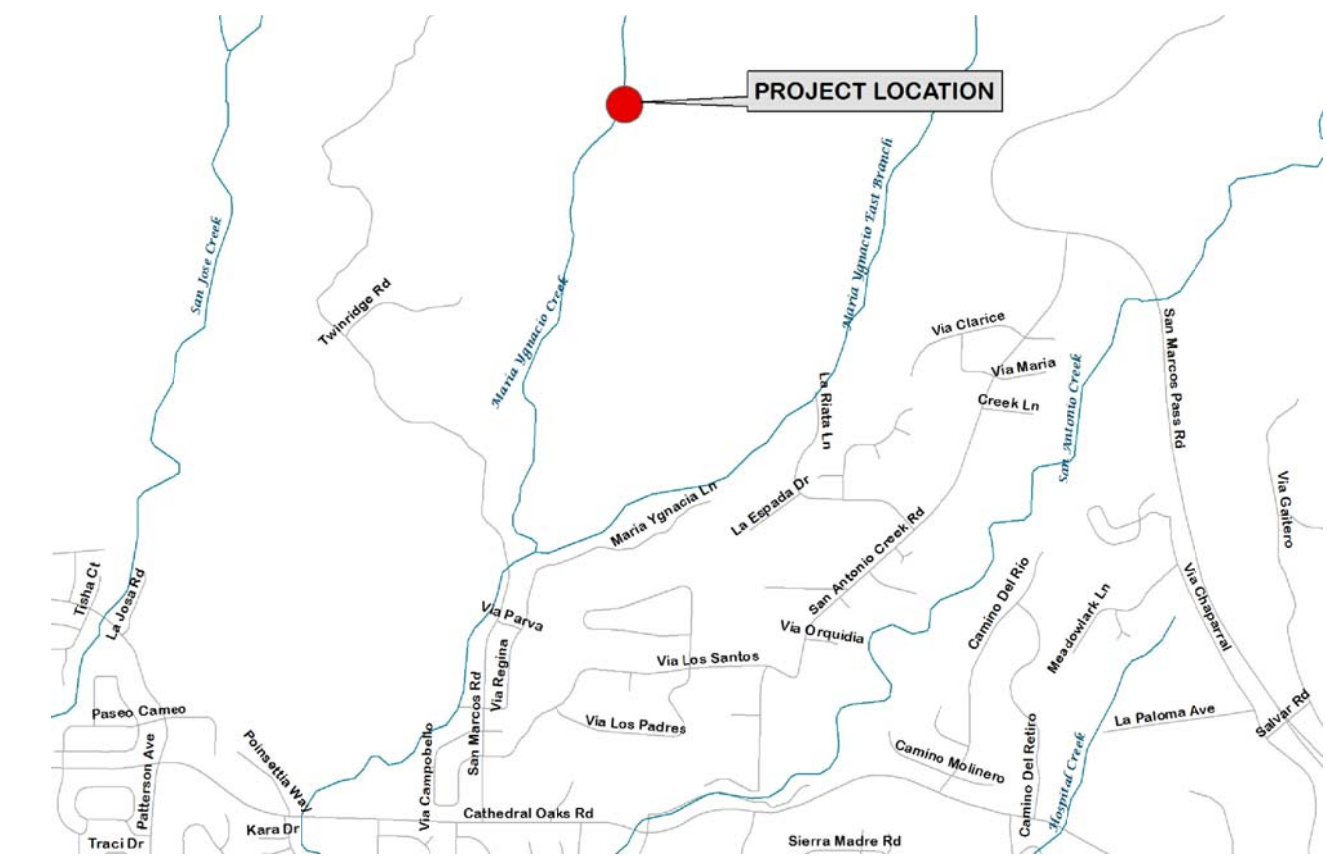 PROJECT LOCATION
San Jose Creek
Maria Ygnacio East Branch
Twinridge Rd
Maria Ygnacio Creek
Via Clarice
San Marcos Pass Rd
Via Maria
San Antonio Creek
La Riata Ln
Creek Ln
Maria Ygnacia Ln
La Espada Dr
Via Gaitero
San Antonio Creek Rd
Tisha Ct
La Josa Rd
Camino Del Rio
Via Chaparral
Meadowlark Ln
Via Parva
Via Orquidia
Via Regina
Via Los Santos
San Marcos Rd
Paseo Cameo
Via Los Padres
La Paloma Ave
Salvar Rd
Patterson Ave
Poinsettia Way
Via Campobello
Camino Molinero
Camino Del Retiro
Hospital Creek
Cathedral Oaks Rd
Kara Dr
Traci Dr
Sierra Madre Rd